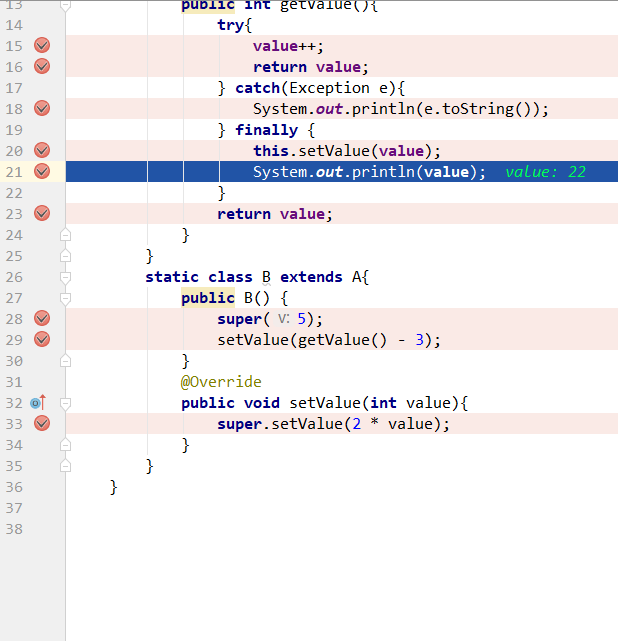 13 public int getValue(){
14 try{
15 value++;
16 return value;
17 } catch(Exception e){
18 System.out.println(e.toString());
19 } finally {
20 this.setValue(value);
21 System.out.println(value); value: 22
22 }
23 return value;
24 }
25 }
26 static class B extends A{
27 public B() {
28 super( v: 5);
29 setValue(getValue() - 3);
30 }
31 @Override
32 public void setValue(int value){
33 super.setValue(2 * value);
34 }
35 }
36 }
37
38